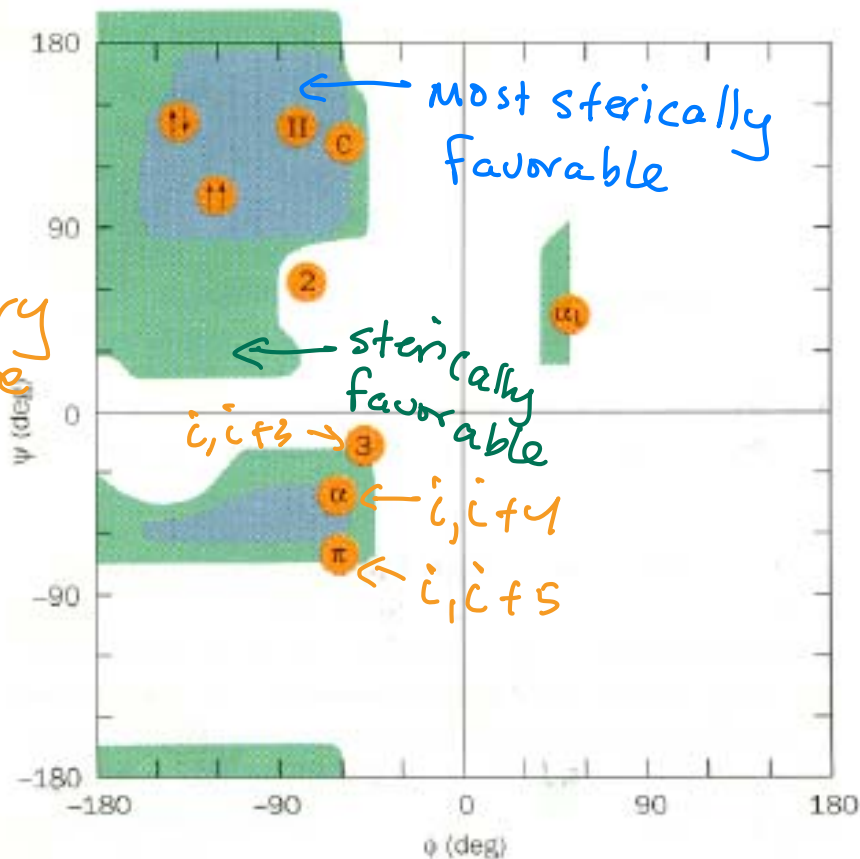 180
↑↓
II
C
most sterically
favorable
↑↑
90
2
αL
sterically
favorable
ψ (deg)
0
i, i+3
3
α
i, i+4
π
i, i+5
-90
-180
-180
-90
0
90
180
φ (deg)